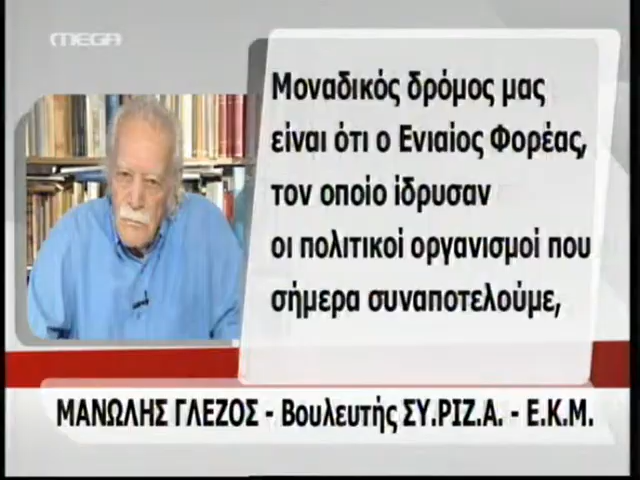 MEGA
Μοναδικός δρόμος μας
είναι ότι ο Ενιαίος Φορέας,
τον οποίο ίδρυσαν
οι πολιτικοί οργανισμοί που
σήμερα συναποτελούμε,
ΜΑΝΩΛΗΣ ΓΛΕΖΟΣ - Βουλευτής ΣΥ.ΡΙΖ.Α. - Ε.Κ.Μ.